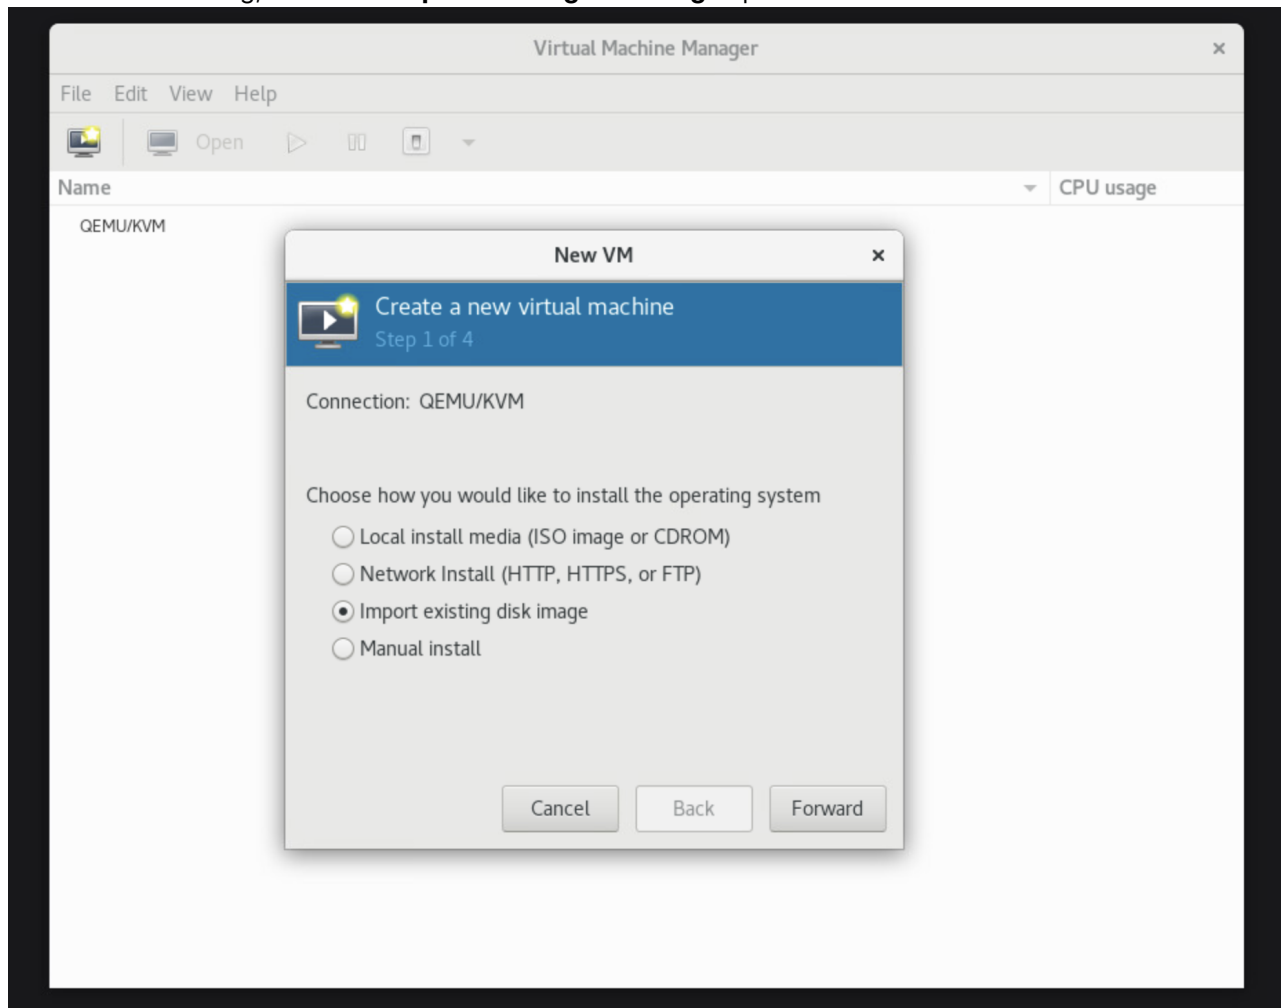 Virtual Machine Manager
File Edit View Help
Open
Name CPU usage
QEMU/KVM
New VM
Create a new virtual machine
Step 1 of 4
Connection: QEMU/KVM
Choose how you would like to install the operating system
Local install media (ISO image or CDROM)
Network Install (HTTP, HTTPS, or FTP)
Import existing disk image
Manual install
Cancel Back Forward